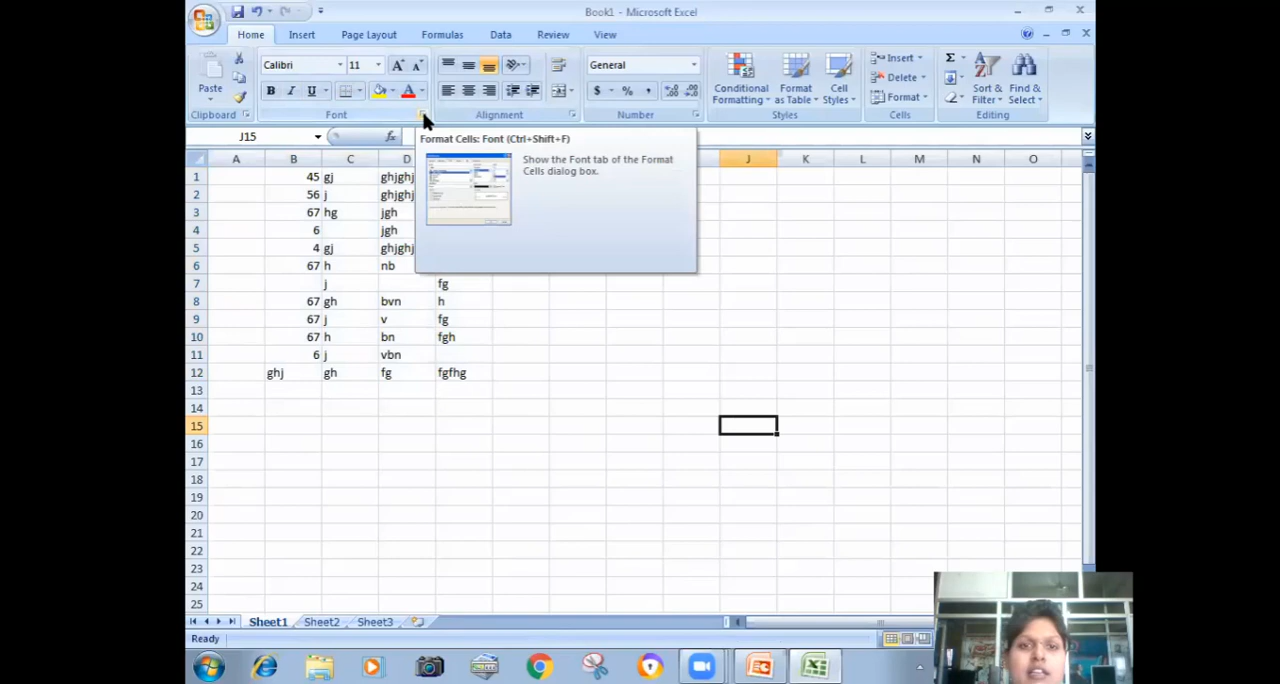 Book1 - Microsoft Excel
Home Insert Page Layout Formulas Data Review View
Calibri 11 General Insert
Delete
Paste Conditional Formatting Format as Table Cell Styles Format Sort & Filter Find & Select
Clipboard Font Alignment Number Styles Cells Editing
J15 fx
Format Cells: Font (Ctrl+Shift+F)
Show the Font tab of the Format
Cells dialog box.
A B C D J K L M N O
1 45 gj ghjghj
2 56 j ghjghj
3 67 hg jgh
4 6 jgh
5 4 gj ghjghj
6 67 h nb
7 j fg
8 67 gh bvn h
9 67 j v fg
10 67 h bn fgh
11 6 j vbn
12 ghj gh fg fgfhg
13
14
15
16
17
18
19
20
21
22
23
24
25
Sheet1 Sheet2 Sheet3
Ready